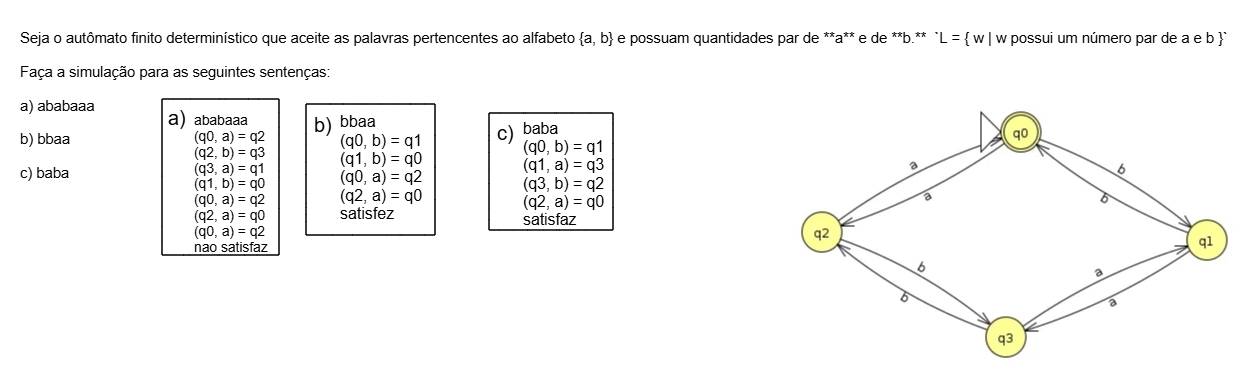 Seja o autômato finito determinístico que aceite as palavras pertencentes ao alfabeto {a, b} e possuam quantidades par de **a** e de **b.** `L = { w | w possui um número par de a e b }`
Faça a simulação para as seguintes sentenças:
a) ababaaa
b) bbaa
c) baba
a) ababaaa
(q0, a) = q2
(q2, b) = q3
(q3, a) = q1
(q1, b) = q0
(q0, a) = q2
(q2, a) = q0
(q0, a) = q2
nao satisfaz
b) bbaa
(q0, b) = q1
(q1, b) = q0
(q0, a) = q2
(q2, a) = q0
satisfez
c) baba
(q0, b) = q1
(q1, a) = q3
(q3, b) = q2
(q2, a) = q0
satisfaz
q0
a
b
a
b
q2
q1
b
a
b
a
q3